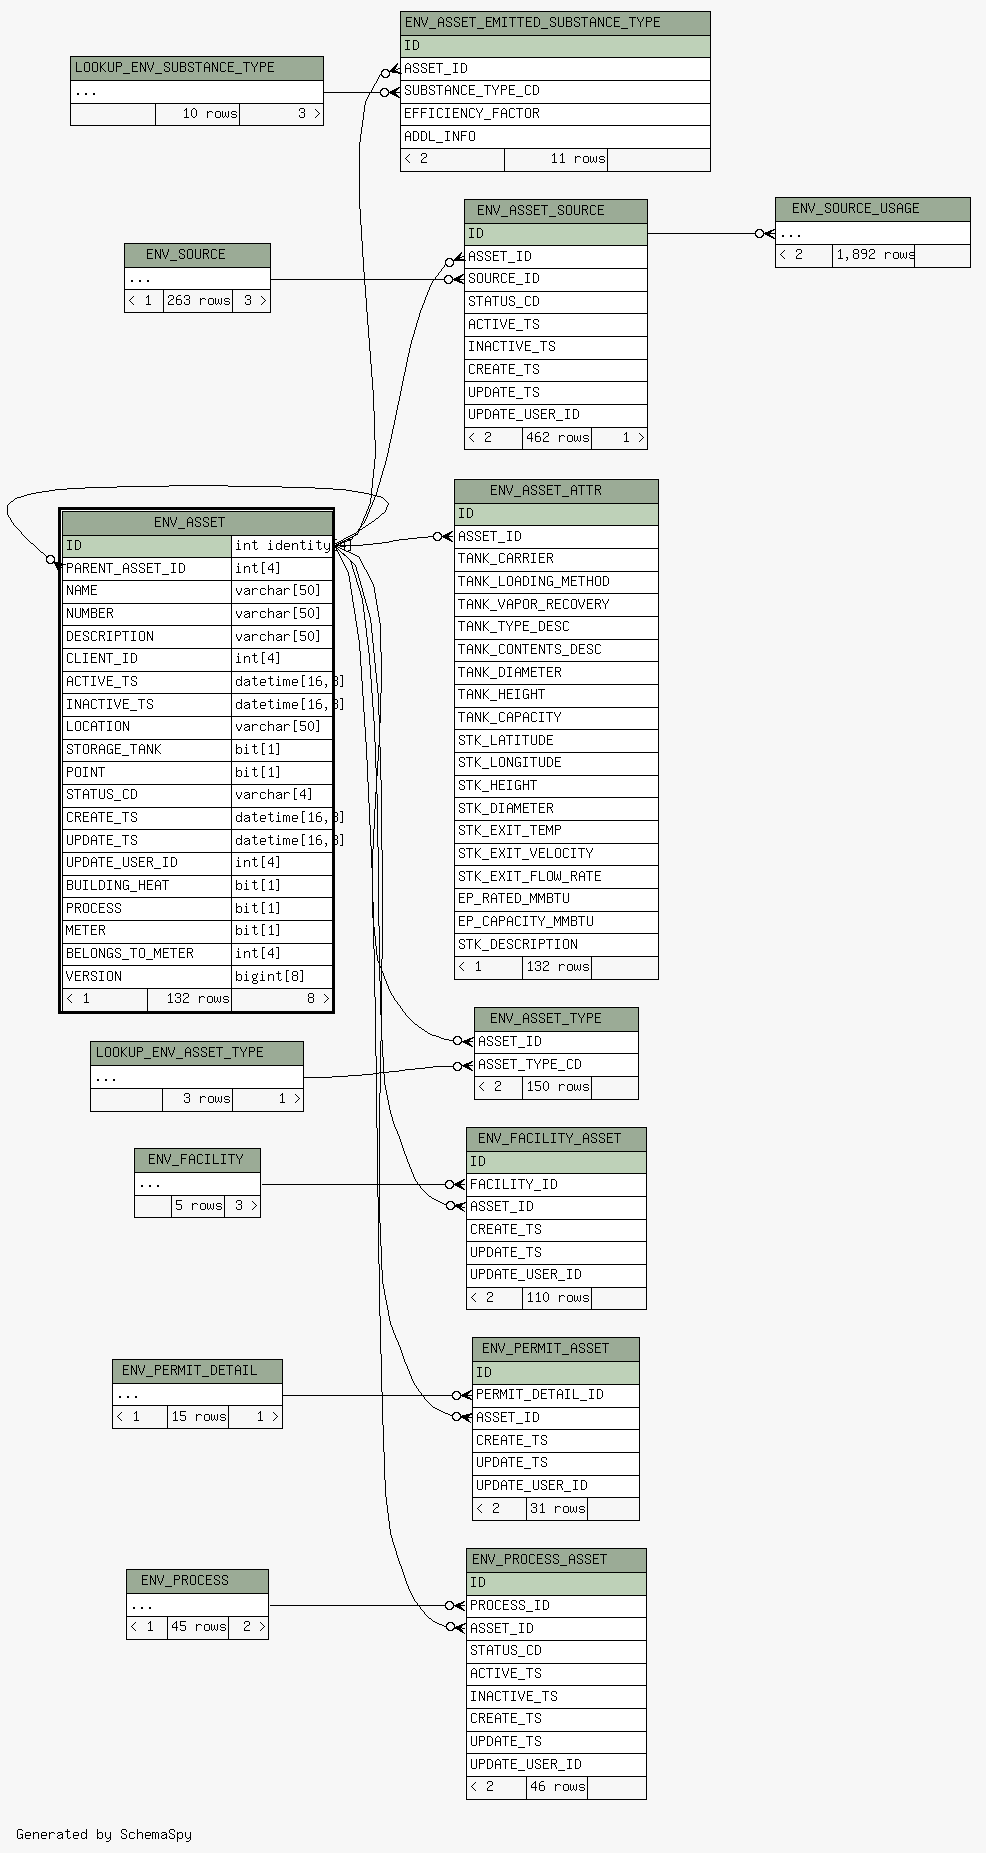 ENV_ASSET_EMITTED_SUBSTANCE_TYPE
ID
ASSET_ID
SUBSTANCE_TYPE_CD
EFFICIENCY_FACTOR
ADDL_INFO
< 2 11 rows
LOOKUP_ENV_SUBSTANCE_TYPE
...
10 rows 3 >
ENV_ASSET_SOURCE
ID
ASSET_ID
SOURCE_ID
STATUS_CD
ACTIVE_TS
INACTIVE_TS
CREATE_TS
UPDATE_TS
UPDATE_USER_ID
< 2 462 rows 1 >
ENV_SOURCE_USAGE
...
< 2 1,892 rows
ENV_SOURCE
...
< 1 263 rows 3 >
ENV_ASSET
ID int identity
PARENT_ASSET_ID int[4]
NAME varchar[50]
NUMBER varchar[50]
DESCRIPTION varchar[50]
CLIENT_ID int[4]
ACTIVE_TS datetime[16,3]
INACTIVE_TS datetime[16,3]
LOCATION varchar[50]
STORAGE_TANK bit[1]
POINT bit[1]
STATUS_CD varchar[4]
CREATE_TS datetime[16,3]
UPDATE_TS datetime[16,3]
UPDATE_USER_ID int[4]
BUILDING_HEAT bit[1]
PROCESS bit[1]
METER bit[1]
BELONGS_TO_METER int[4]
VERSION bigint[8]
< 1 132 rows 8 >
ENV_ASSET_ATTR
ID
ASSET_ID
TANK_CARRIER
TANK_LOADING_METHOD
TANK_VAPOR_RECOVERY
TANK_TYPE_DESC
TANK_CONTENTS_DESC
TANK_DIAMETER
TANK_HEIGHT
TANK_CAPACITY
STK_LATITUDE
STK_LONGITUDE
STK_HEIGHT
STK_DIAMETER
STK_EXIT_TEMP
STK_EXIT_VELOCITY
STK_EXIT_FLOW_RATE
EP_RATED_MMBTU
EP_CAPACITY_MMBTU
STK_DESCRIPTION
< 1 132 rows
ENV_ASSET_TYPE
ASSET_ID
ASSET_TYPE_CD
< 2 150 rows
LOOKUP_ENV_ASSET_TYPE
...
3 rows 1 >
ENV_FACILITY_ASSET
ID
FACILITY_ID
ASSET_ID
CREATE_TS
UPDATE_TS
UPDATE_USER_ID
< 2 110 rows
ENV_FACILITY
...
5 rows 3 >
ENV_PERMIT_ASSET
ID
PERMIT_DETAIL_ID
ASSET_ID
CREATE_TS
UPDATE_TS
UPDATE_USER_ID
< 2 31 rows
ENV_PERMIT_DETAIL
...
< 1 15 rows 1 >
ENV_PROCESS_ASSET
ID
PROCESS_ID
ASSET_ID
STATUS_CD
ACTIVE_TS
INACTIVE_TS
CREATE_TS
UPDATE_TS
UPDATE_USER_ID
< 2 46 rows
ENV_PROCESS
...
< 1 45 rows 2 >
Generated by SchemaSpy